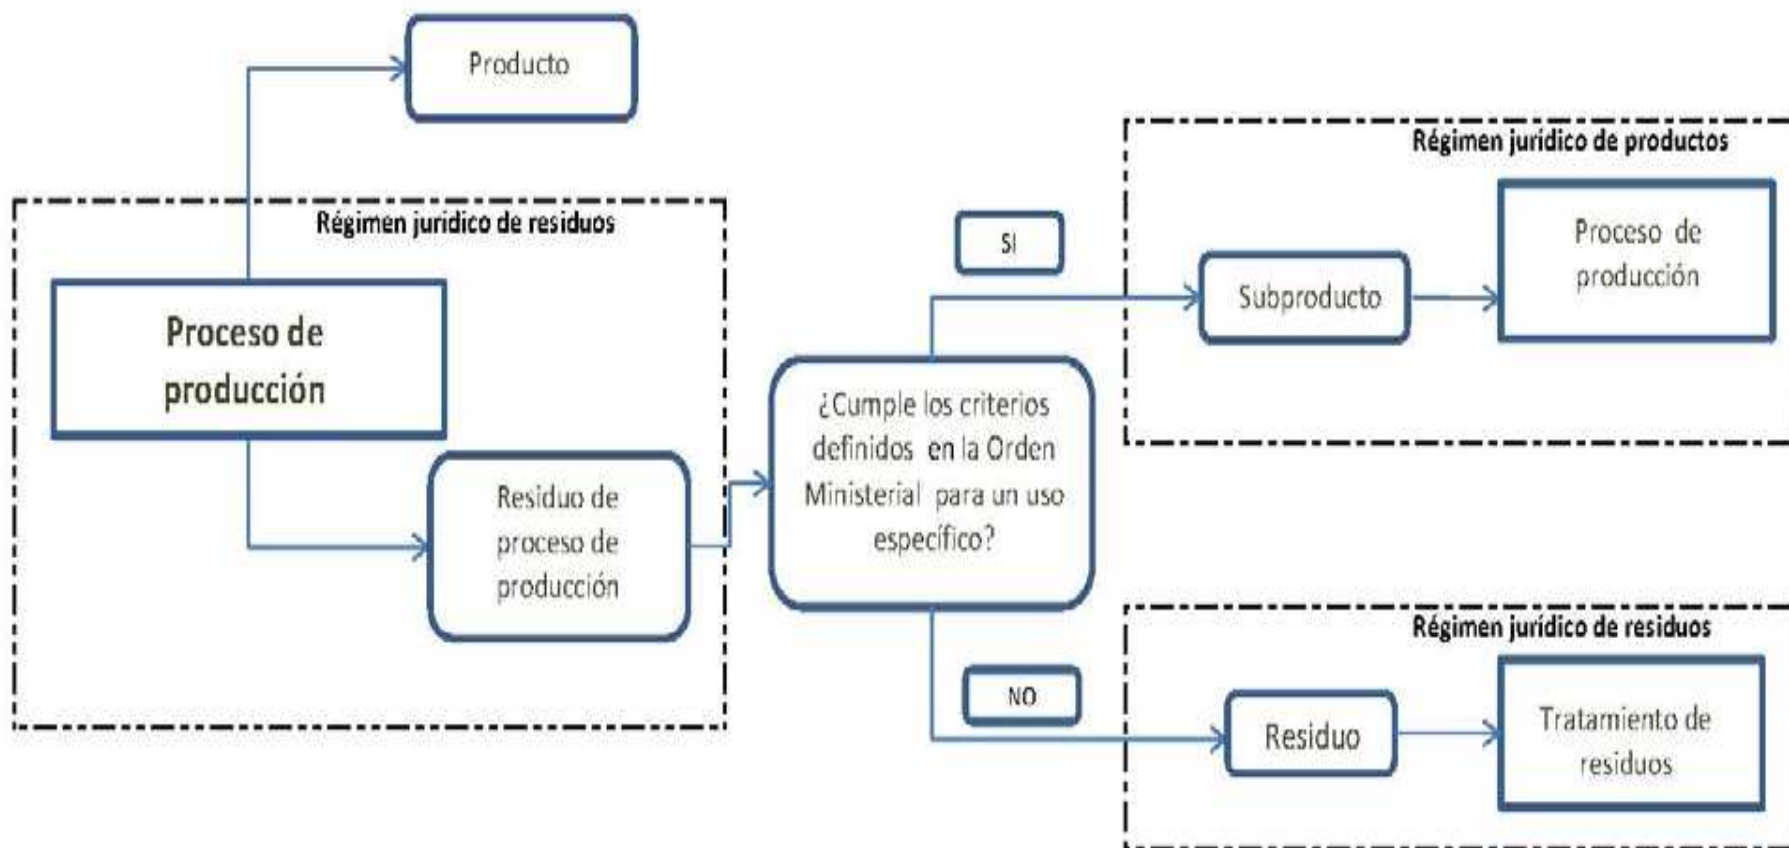 Producto
Régimen jurídico de residuos
Proceso de
producción
Residuo de
proceso de
producción
¿Cumple los criterios
definidos en la Orden
Ministerial para un uso
específico?
SI
Régimen jurídico de productos
Subproducto
Proceso de
producción
NO
Régimen jurídico de residuos
Residuo
Tratamiento de
residuos